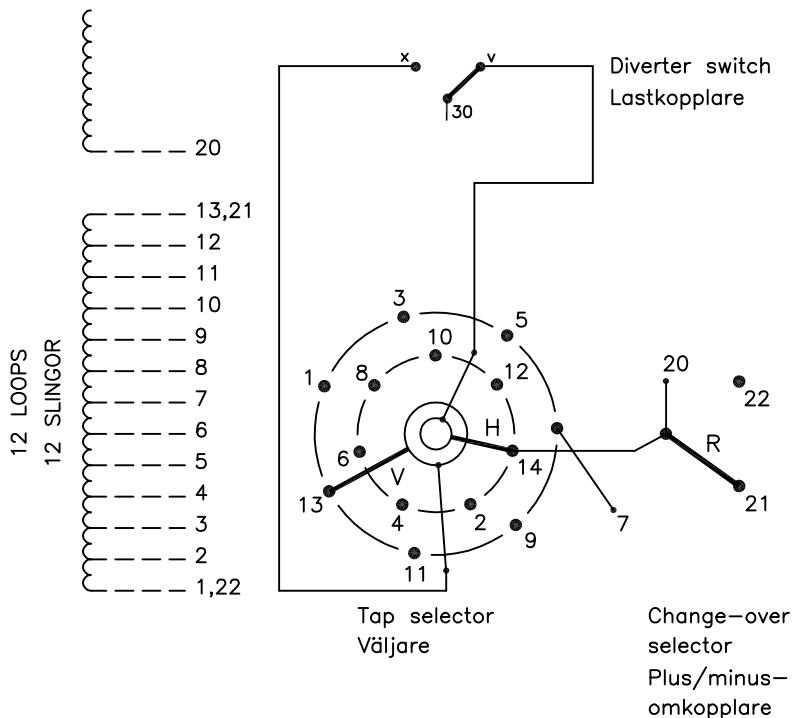 x
v
30
Diverter switch
Lastkopplare
20
13,21
12
11
10
9
8
7
6
5
4
3
2
1,22
12 LOOPS
12 SLINGOR
3
5
10
1
8
12
20
22
H
R
6
14
V
13
4
2
7
21
9
11
Tap selector
Väljare
Change-over
selector
Plus/minus-
omkopplare